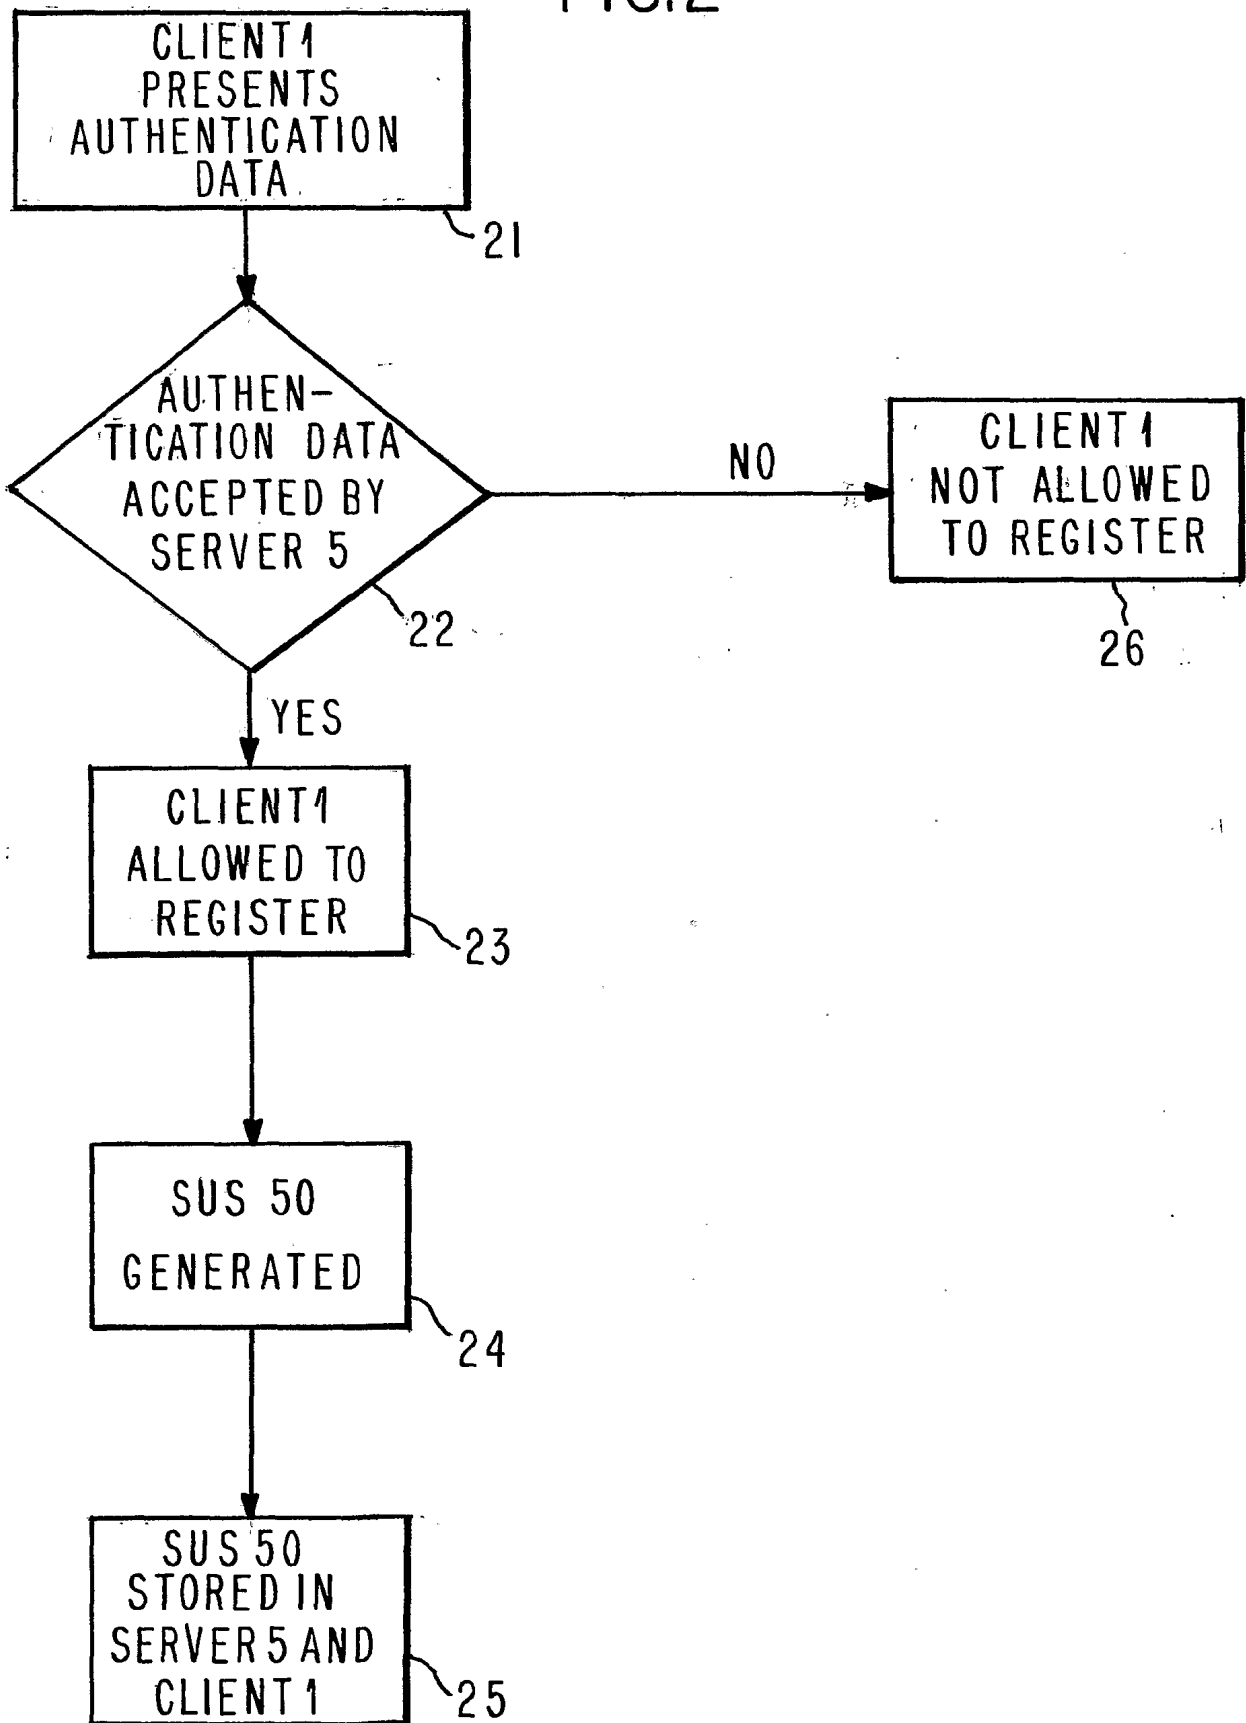 FIG.2
CLIENT 1
PRESENTS
AUTHENTICATION
DATA
21
AUTHEN-
TICATION DATA
ACCEPTED BY
SERVER 5
22
NO
CLIENT 1
NOT ALLOWED
TO REGISTER
26
YES
CLIENT 1
ALLOWED TO
REGISTER
23
SUS 50
GENERATED
24
SUS 50
STORED IN
SERVER 5 AND
CLIENT 1
25